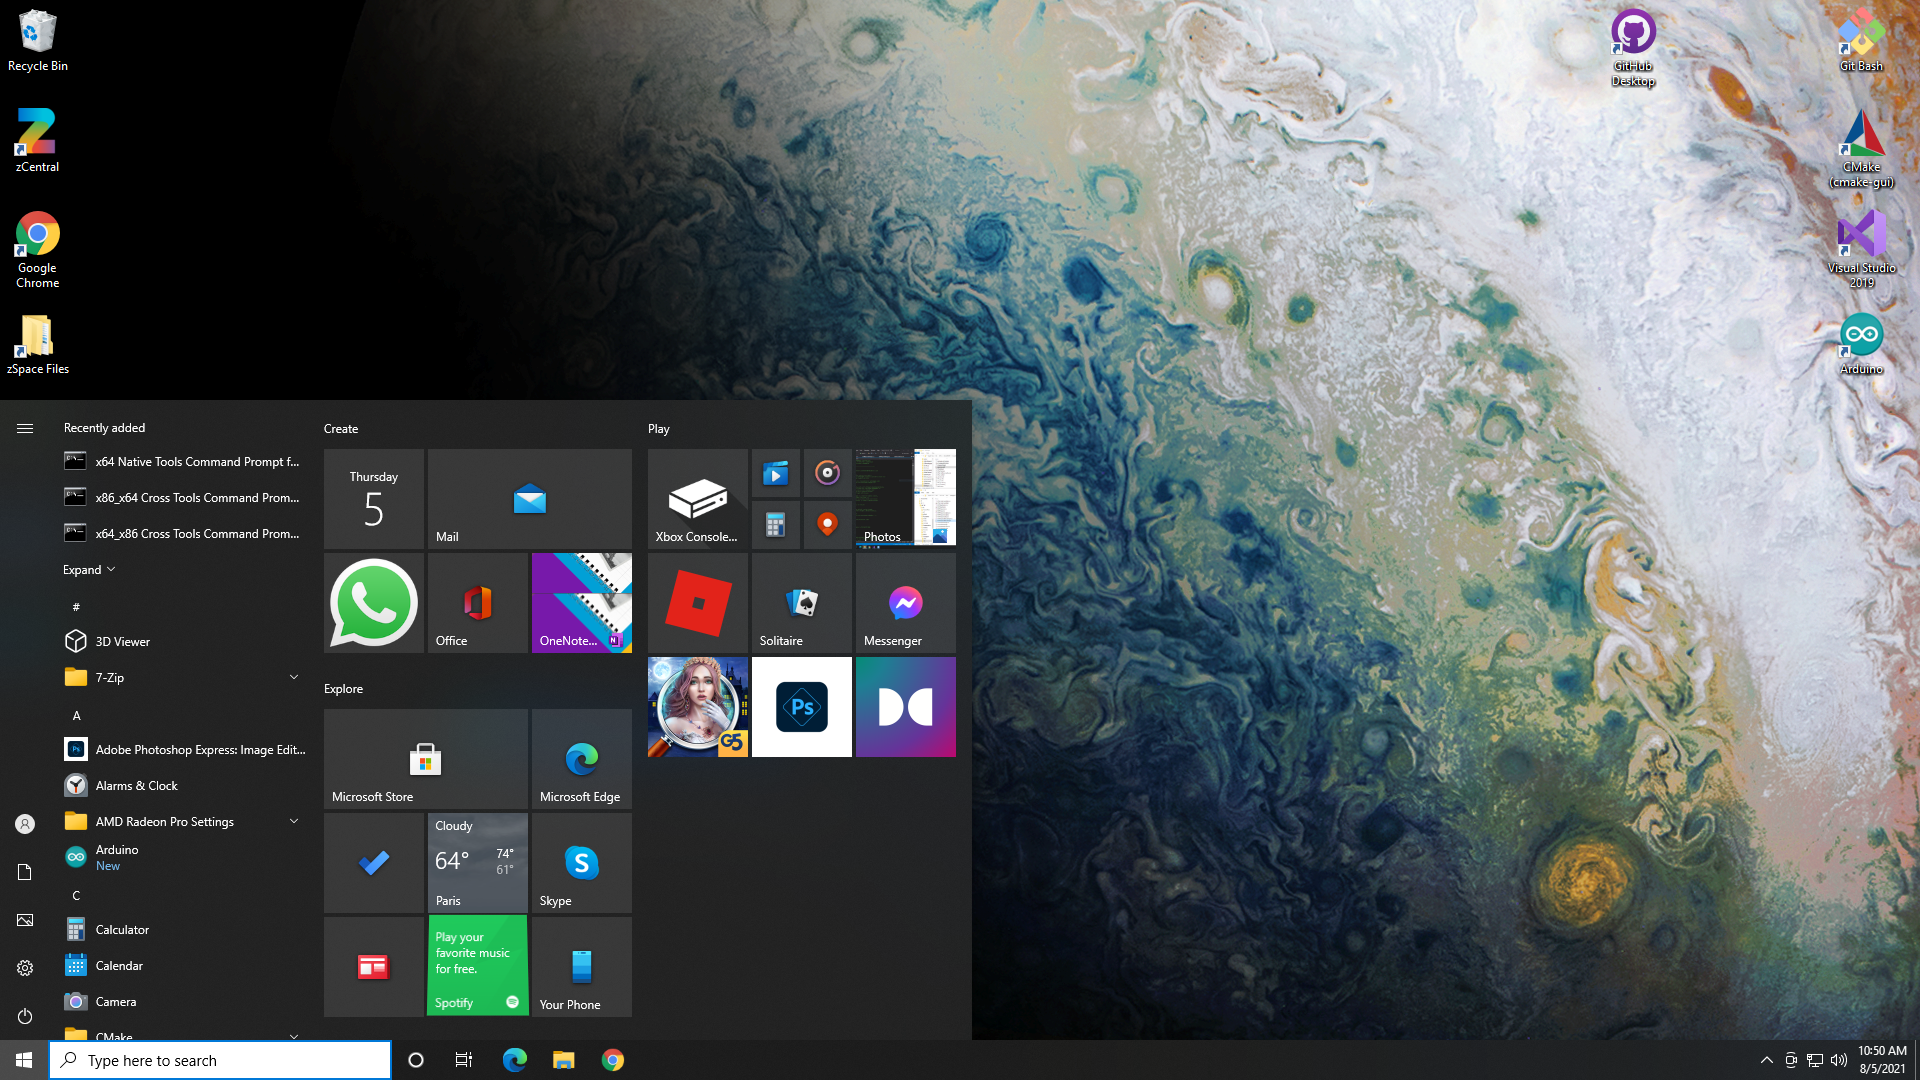 Recycle Bin
zCentral
Google
Chrome
zSpace Files
GitHub
Desktop
Git Bash
CMake
(cmake-gui)
Visual Studio
2019
Arduino
Recently added
x64 Native Tools Command Prompt f...
x86_x64 Cross Tools Command Prom...
x64_x86 Cross Tools Command Prom...
Expand
#
3D Viewer
7-Zip
A
Adobe Photoshop Express: Image Edit...
Alarms & Clock
AMD Radeon Pro Settings
Arduino
New
C
Calculator
Calendar
Camera
CMake
Create
Thursday
5
Mail
Office
OneNote...
N
Explore
Microsoft Store
Microsoft Edge
Cloudy
64°
74°
61°
Paris
S
Skype
Play your
favorite music
for free.
Spotify
Your Phone
Play
Xbox Console...
Photos
Solitaire
Messenger
G5
Ps
Type here to search
10:50 AM
8/5/2021